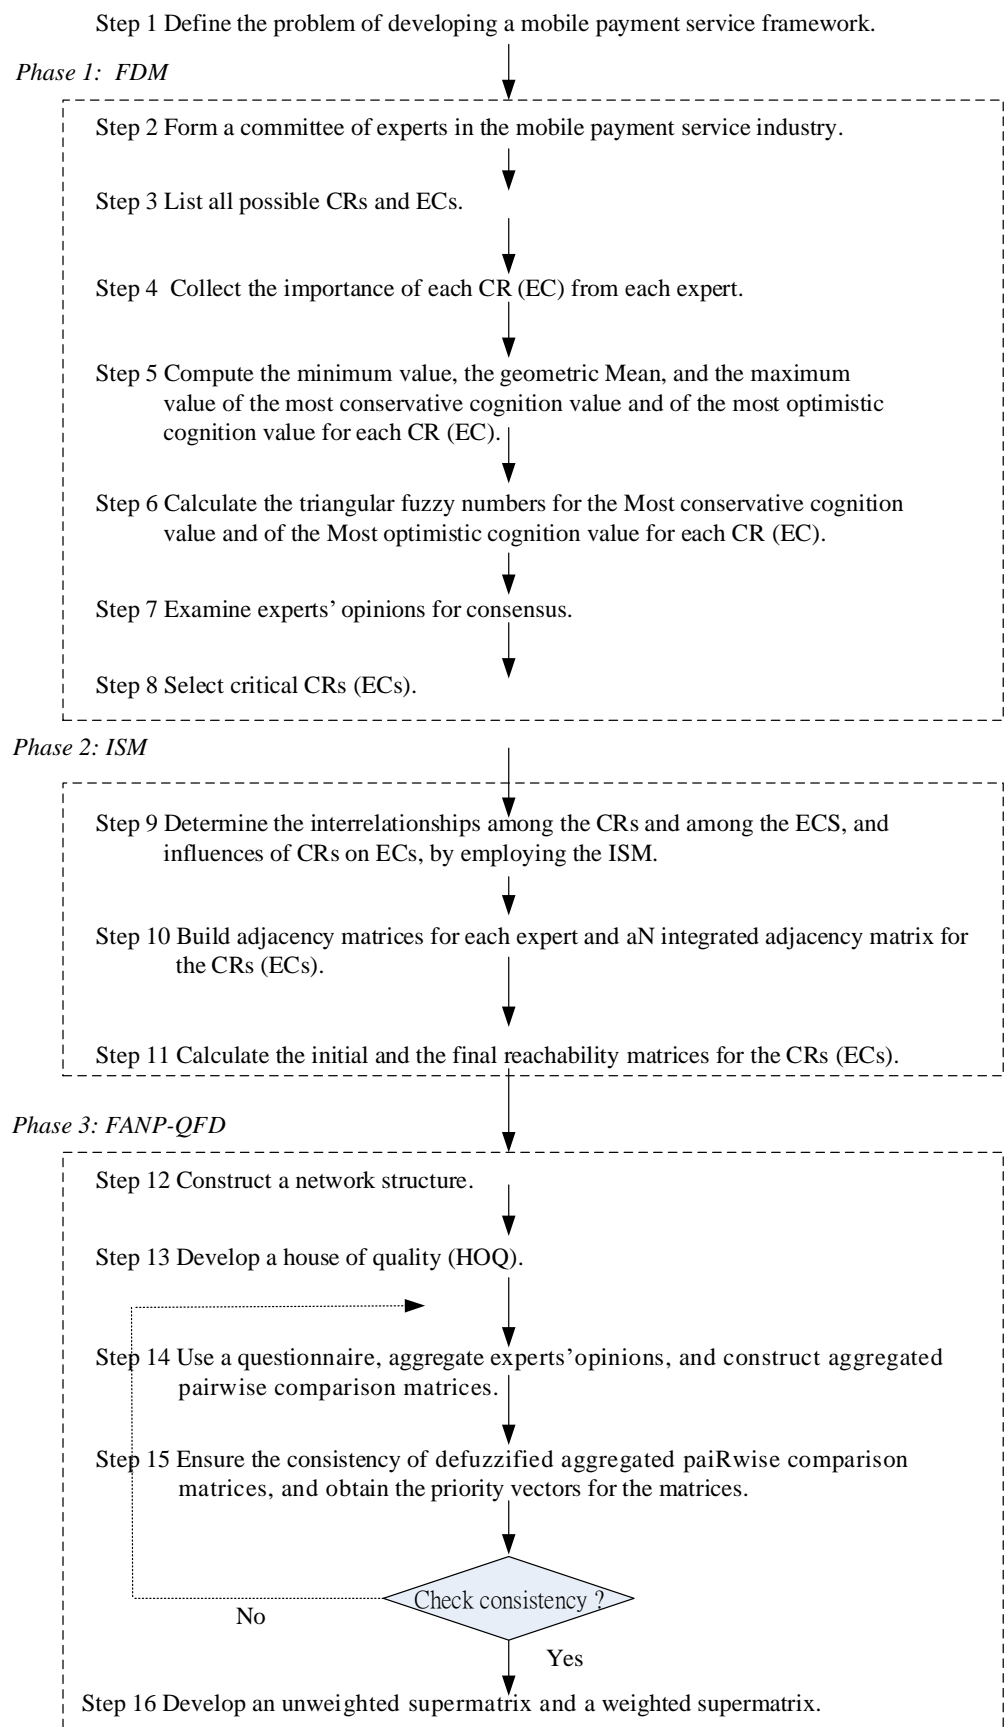 Step 1 Define the problem of developing a mobile payment service framework.
Phase 1: FDM
Step 2 Form a committee of experts in the mobile payment service industry.
Step 3 List all possible CRs and ECs.
Step 4 Collect the importance of each CR (EC) from each expert.
Step 5 Compute the minimum value, the geometric Mean, and the maximum
value of the most conservative cognition value and of the most optimistic
cognition value for each CR (EC).
Step 6 Calculate the triangular fuzzy numbers for the Most conservative cognition
value and of the Most optimistic cognition value for each CR (EC).
Step 7 Examine experts' opinions for consensus.
Step 8 Select critical CRs (ECs).
Phase 2: ISM
Step 9 Determine the interrelationships among the CRs and among the ECS, and
influences of CRs on ECs, by employing the ISM.
Step 10 Build adjacency matrices for each expert and aN integrated adjacency matrix for
the CRs (ECs).
Step 11 Calculate the initial and the final reachability matrices for the CRs (ECs).
Phase 3: FANP-QFD
Step 12 Construct a network structure.
Step 13 Develop a house of quality (HOQ).
Step 14 Use a questionnaire, aggregate experts'opinions, and construct aggregated
pairwise comparison matrices.
Step 15 Ensure the consistency of defuzzified aggregated paiRwise comparison
matrices, and obtain the priority vectors for the matrices.
Check consistency ?
No
Yes
Step 16 Develop an unweighted supermatrix and a weighted supermatrix.